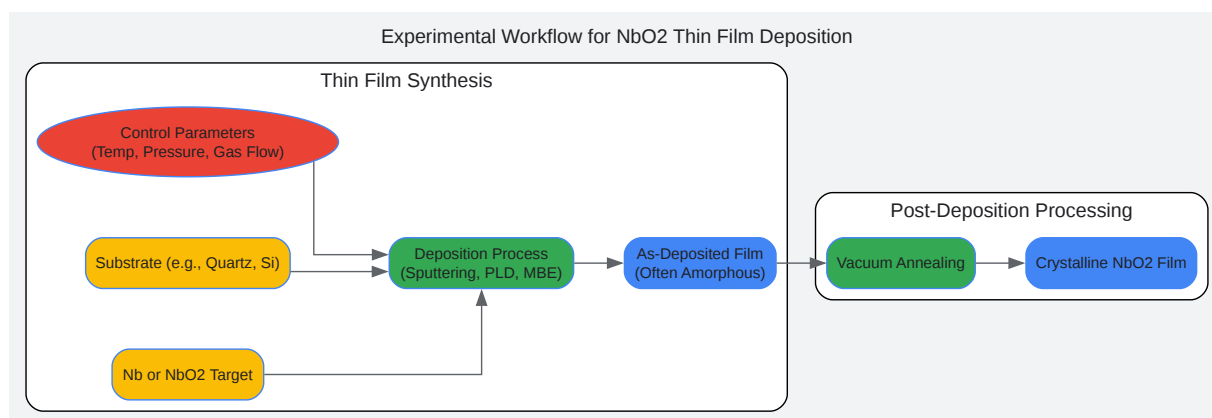 Experimental Workflow for NbO2 Thin Film Deposition
Thin Film Synthesis
Control Parameters
(Temp, Pressure, Gas Flow)
Substrate (e.g., Quartz, Si)
Nb or NbO2 Target
Deposition Process
(Sputtering, PLD, MBE)
As-Deposited Film
(Often Amorphous)
Post-Deposition Processing
Vacuum Annealing
Crystalline NbO2 Film